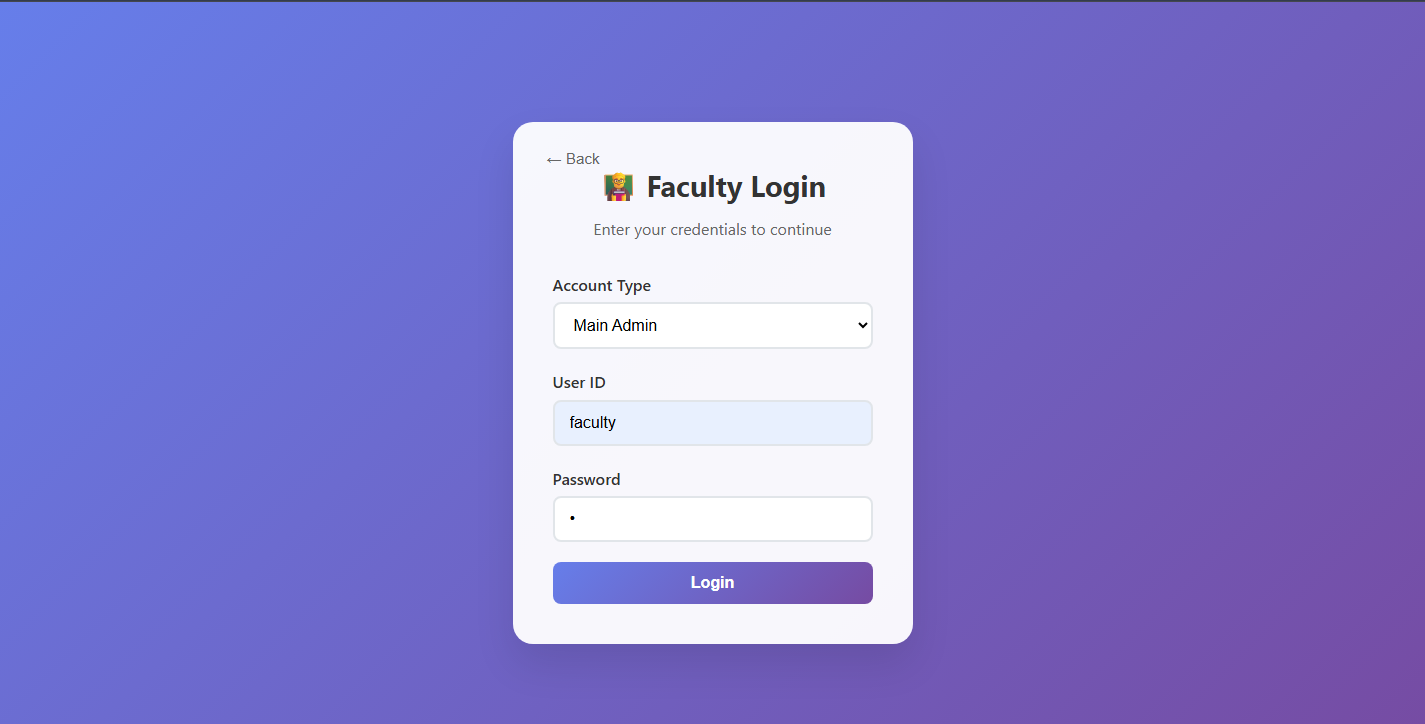 ← Back
Faculty Login
Enter your credentials to continue
Account Type
Main Admin
User ID
faculty
Password
•
Login